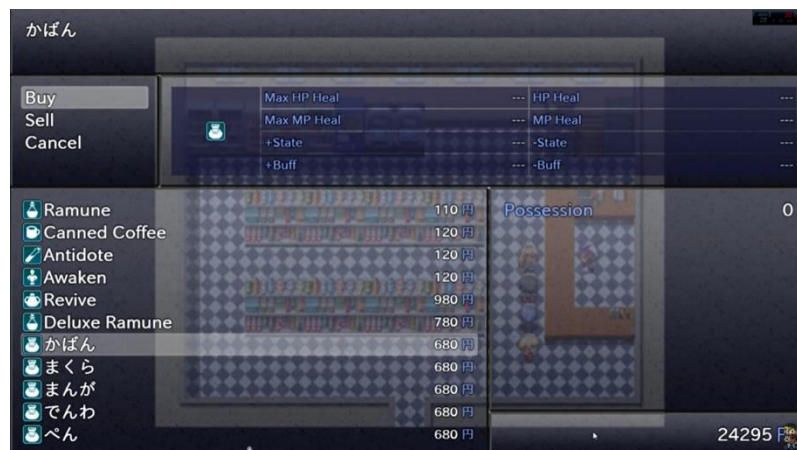 かばん
Buy
Sell
Cancel
Max HP Heal --- HP Heal ---
Max MP Heal --- MP Heal ---
+State --- -State ---
+Buff --- -Buff ---
Ramune 110 円
Canned Coffee 120 円
Antidote 120 円
Awaken 120 円
Revive 980 円
Deluxe Ramune 780 円
かばん 680 円
まくら 680 円
まんが 680 円
でんわ 680 円
ぺん 680 円
Possession 0
24295